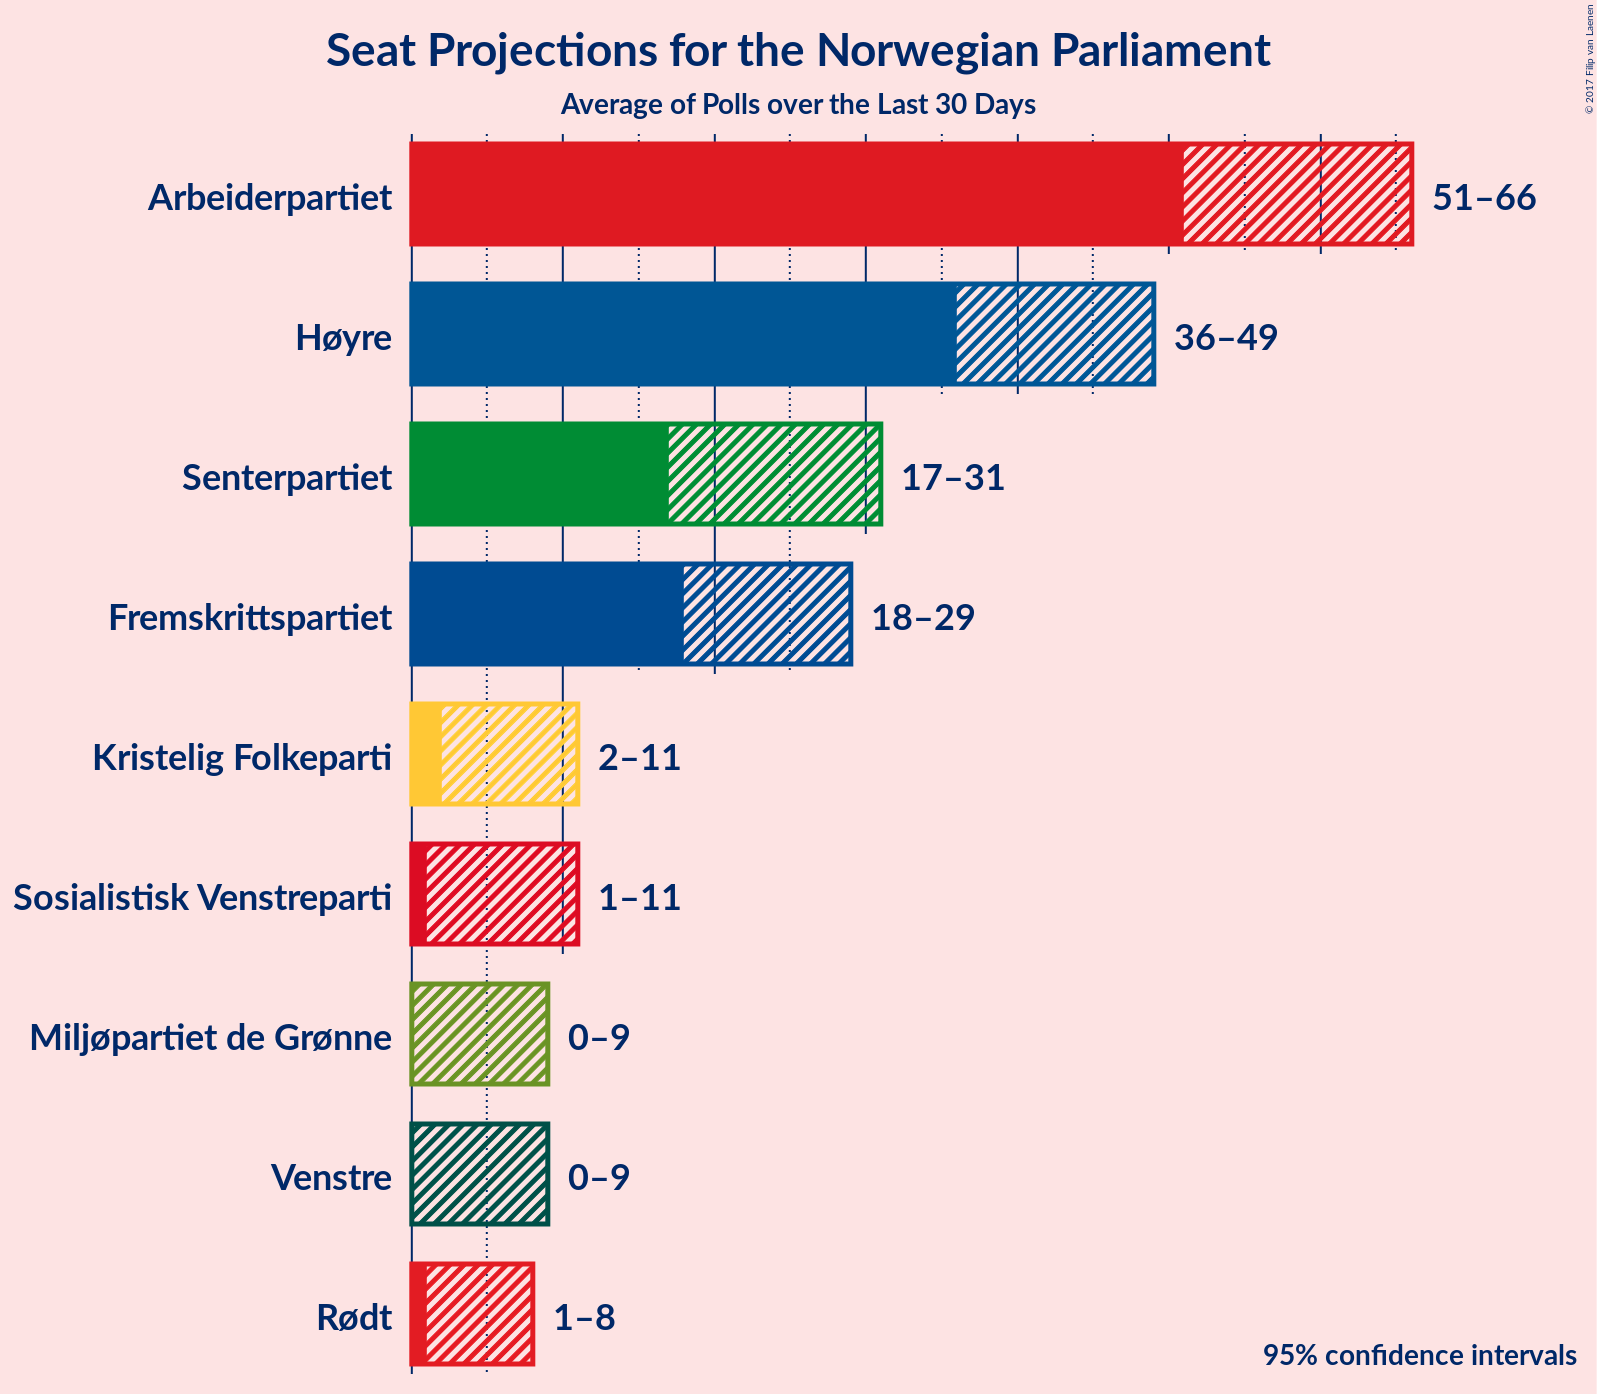 Seat Projections for the Norwegian Parliament
Average of Polls over the Last 30 Days
© 2017 Filip van Laenen
Arbeiderpartiet 51–66
Høyre 36–49
Senterpartiet 17–31
Fremskrittspartiet 18–29
Kristelig Folkeparti 2–11
Sosialistisk Venstreparti 1–11
Miljøpartiet de Grønne 0–9
Venstre 0–9
Rødt 1–8
95% confidence intervals